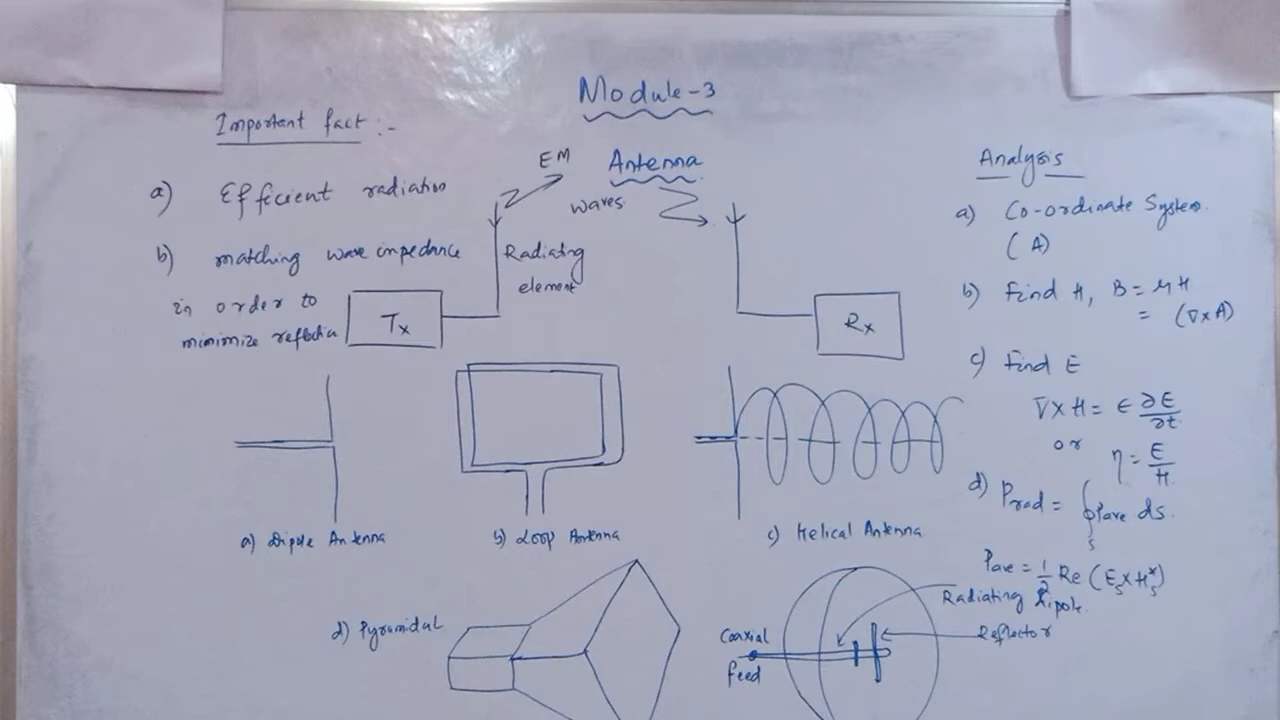 Module-3
Important fact :-
a) Efficient radiation
b) matching wave impedance
in order to
minimize reflection
EM
Antenna
waves
Radiating
element
Tx
Rx
a) Dipole Antenna
b) Loop Antenna
c) Helical Antenna
d) Pyramidal
Coaxial
feed
Radiating Dipole
Reflector
Analysis
a) Co-ordinate System
(A)
b) Find H, B = μH
= (∇×A)
c) Find E
∇×H = ϵ ∂E/∂t
or
η = E/H
d) Prad = ∮s Pave ds.
Pave = 1/2 Re (Es×Hs*)